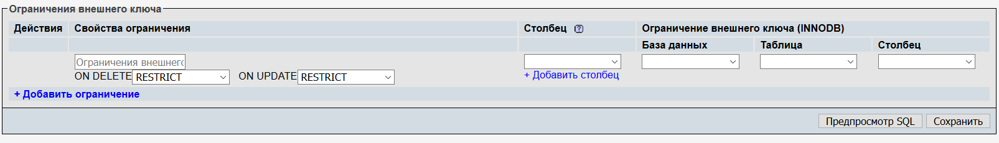 Ограничения внешнего ключа
Действия Свойства ограничения Столбец ? Ограничение внешнего ключа (INNODB)
База данных Таблица Столбец
Ограничения внешнего
ON DELETE RESTRICT ON UPDATE RESTRICT
+ Добавить столбец
+ Добавить ограничение
Предпросмотр SQL Сохранить